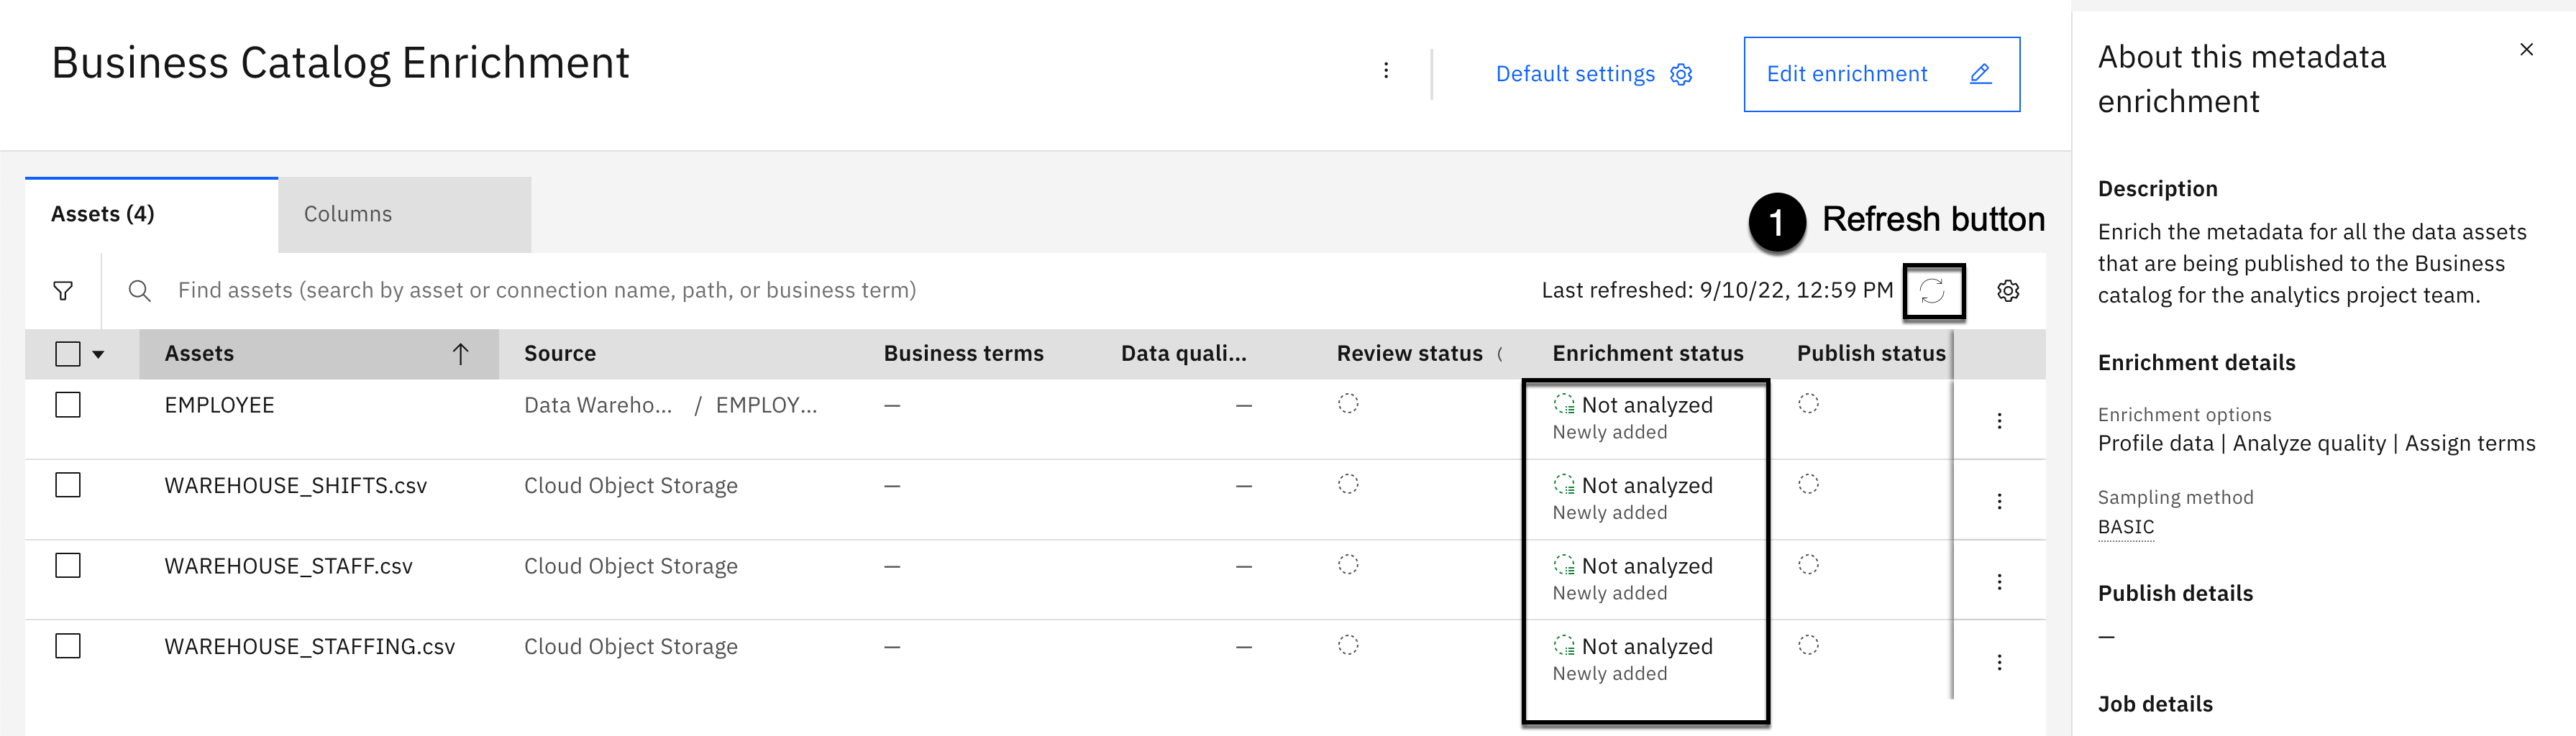 Business Catalog Enrichment
Default settings
Edit enrichment
Assets (4)
Columns
1 Refresh button
Find assets (search by asset or connection name, path, or business term)
Last refreshed: 9/10/22, 12:59 PM
Assets Source Business terms Data quali... Review status ( Enrichment status Publish status
EMPLOYEE Data Wareho... / EMPLOY... — — Not analyzed
Newly added
WAREHOUSE_SHIFTS.csv Cloud Object Storage — — Not analyzed
Newly added
WAREHOUSE_STAFF.csv Cloud Object Storage — — Not analyzed
Newly added
WAREHOUSE_STAFFING.csv Cloud Object Storage — — Not analyzed
Newly added
About this metadata
enrichment
Description
Enrich the metadata for all the data assets
that are being published to the Business
catalog for the analytics project team.
Enrichment details
Enrichment options
Profile data | Analyze quality | Assign terms
Sampling method
BASIC
Publish details
—
Job details